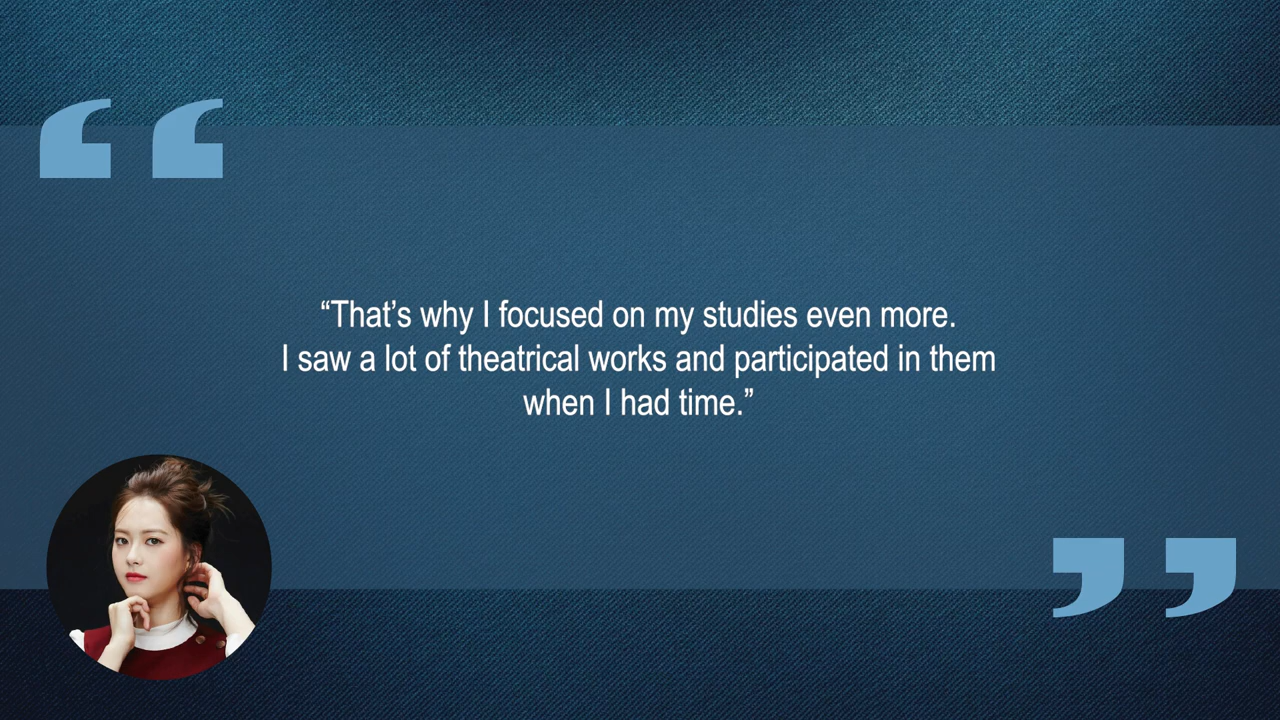 “That’s why I focused on my studies even more.
I saw a lot of theatrical works and participated in them
when I had time.”